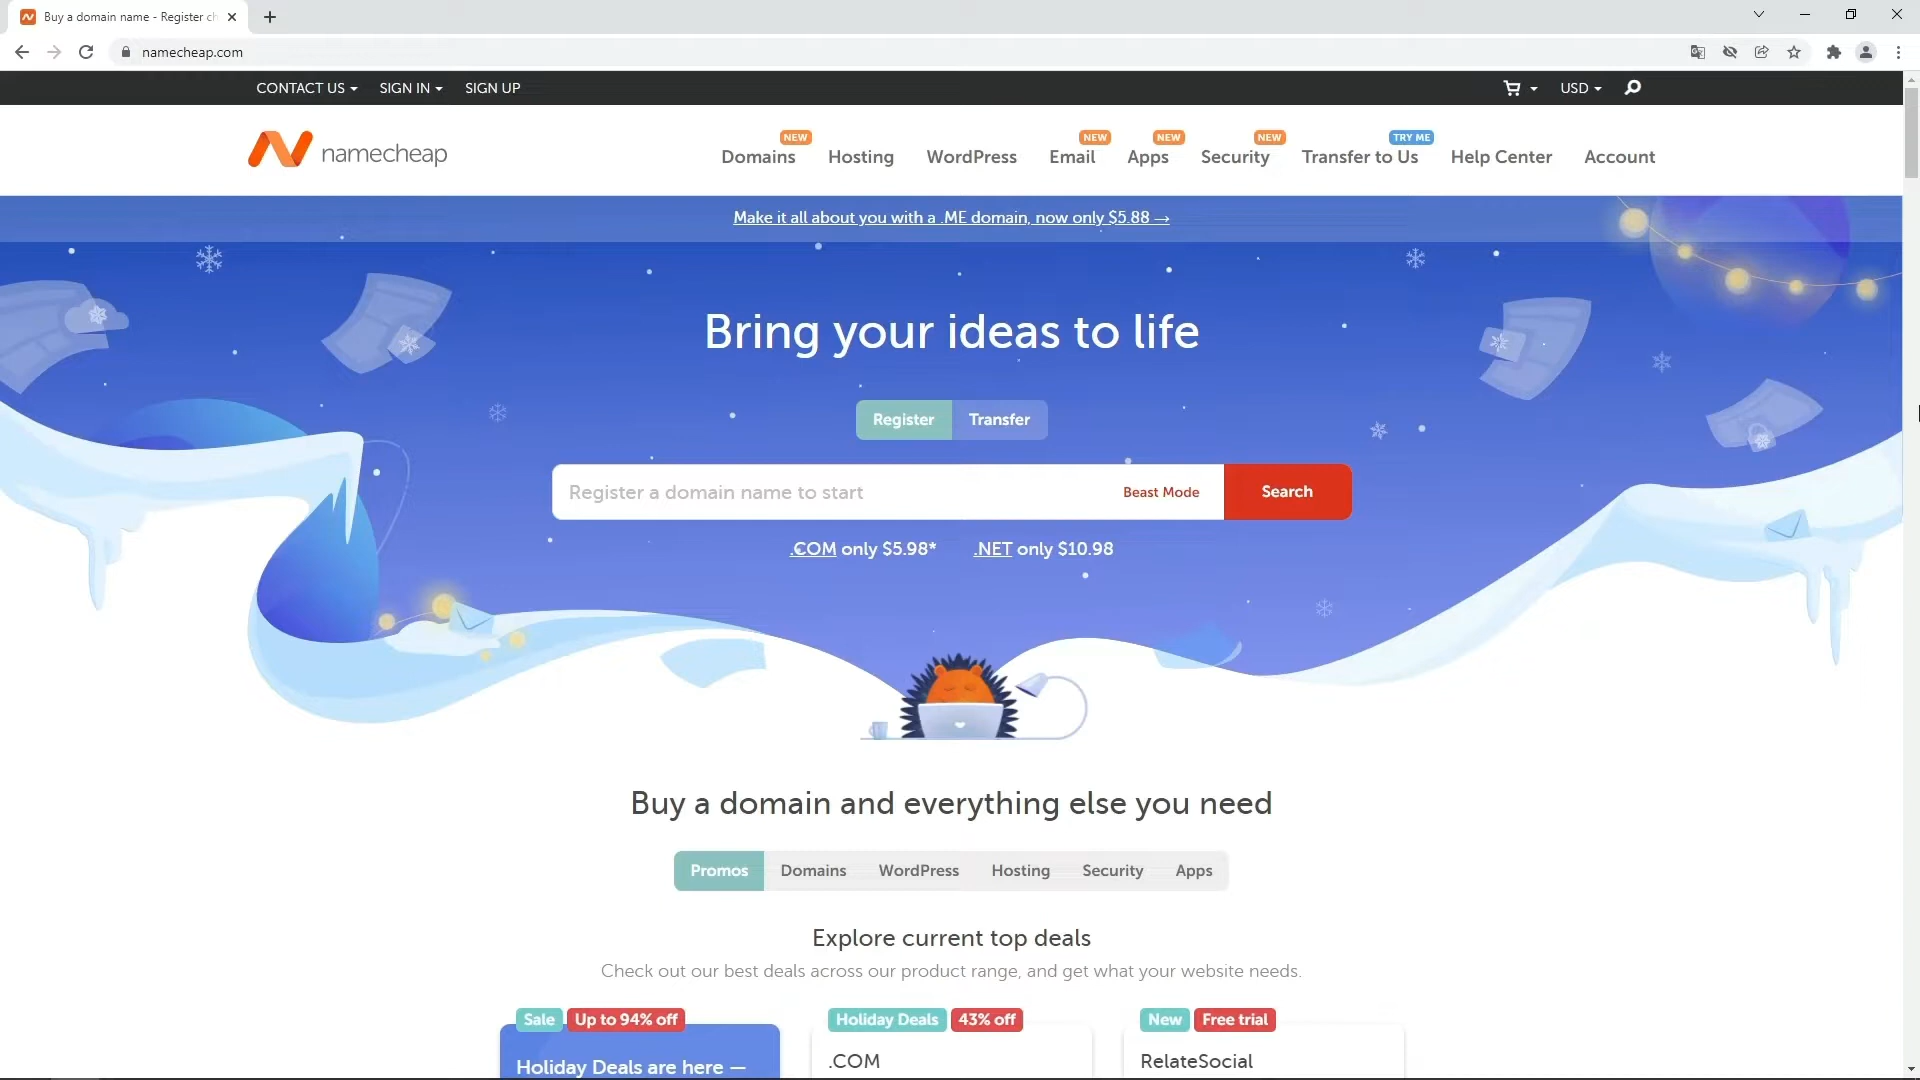 Buy a domain name - Register ch
namecheap.com
CONTACT US SIGN IN SIGN UP USD
namecheap
NEW NEW NEW NEW TRY ME
Domains Hosting WordPress Email Apps Security Transfer to Us Help Center Account
Make it all about you with a .ME domain, now only $5.88 →
Bring your ideas to life
Register Transfer
Register a domain name to start Beast Mode Search
.COM only $5.98* .NET only $10.98
Buy a domain and everything else you need
Promos Domains WordPress Hosting Security Apps
Explore current top deals
Check out our best deals across our product range, and get what your website needs.
Sale Up to 94% off Holiday Deals 43% off New Free trial
Holiday Deals are here — .COM RelateSocial